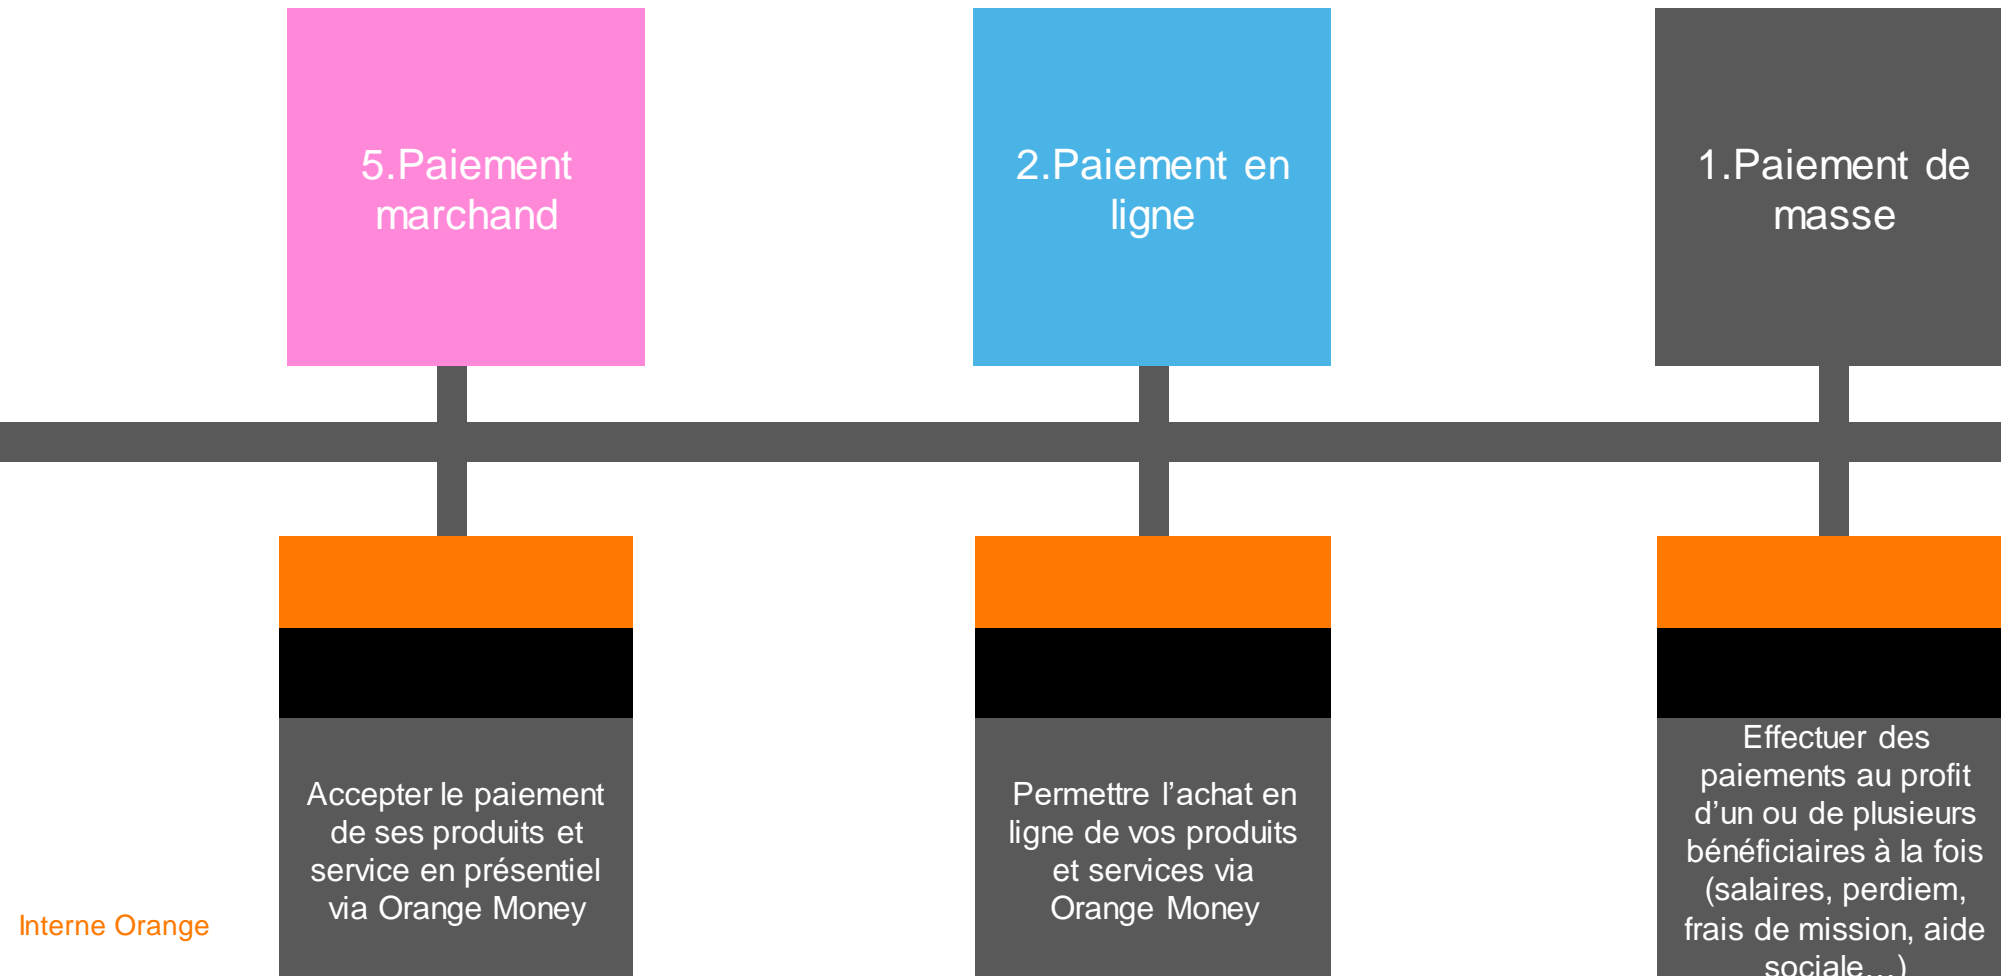 5.Paiement
marchand
2.Paiement en
ligne
1.Paiement de
masse
Accepter le paiement
de ses produits et
service en présentiel
via Orange Money
Permettre l’achat en
ligne de vos produits
et services via
Orange Money
Effectuer des
paiements au profit
d’un ou de plusieurs
bénéficiaires à la fois
(salaires, perdiem,
frais de mission, aide
sociale…)
Interne Orange